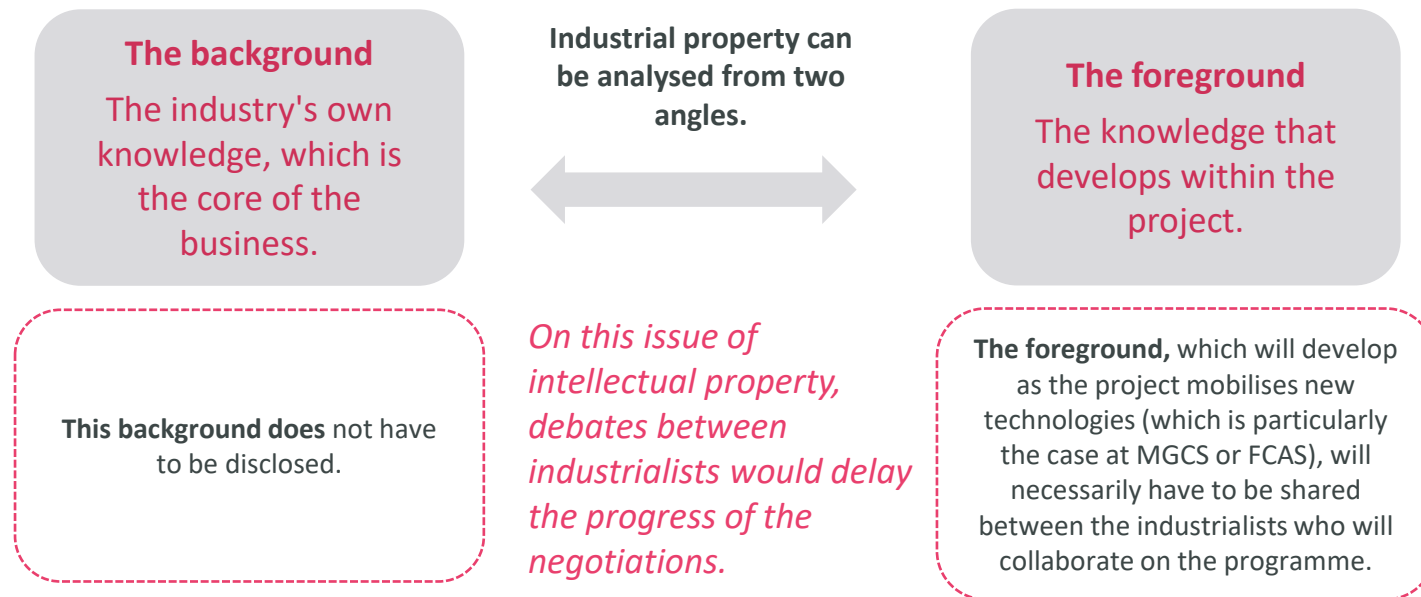 The background
The industry's own
knowledge, which is
the core of the
business.
Industrial property can
be analysed from two
angles.
The foreground
The knowledge that
develops within the
project.
This background does not have
to be disclosed.
On this issue of
intellectual property,
debates between
industrialists would delay
the progress of the
negotiations.
The foreground, which will develop
as the project mobilises new
technologies (which is particularly
the case at MGCS or FCAS), will
necessarily have to be shared
between the industrialists who will
collaborate on the programme.